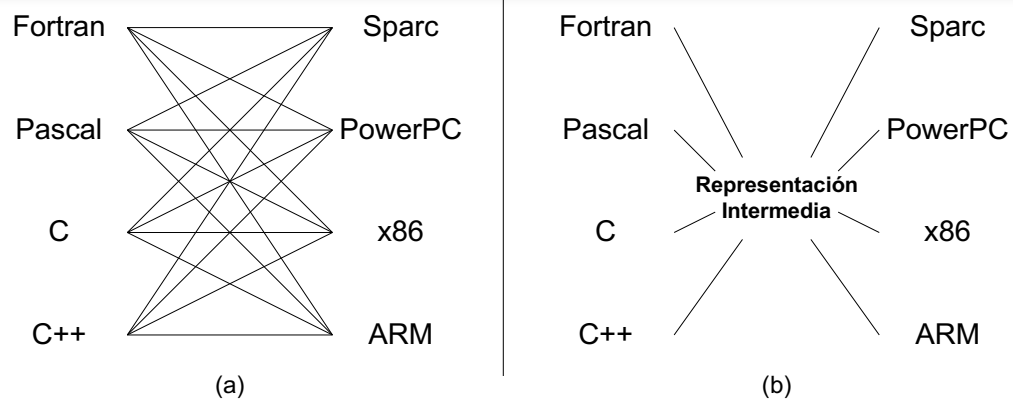 Fortran
Sparc
Pascal
PowerPC
C
x86
C++
ARM
(a)
Fortran
Sparc
Pascal
PowerPC
Representación
Intermedia
C
x86
C++
ARM
(b)